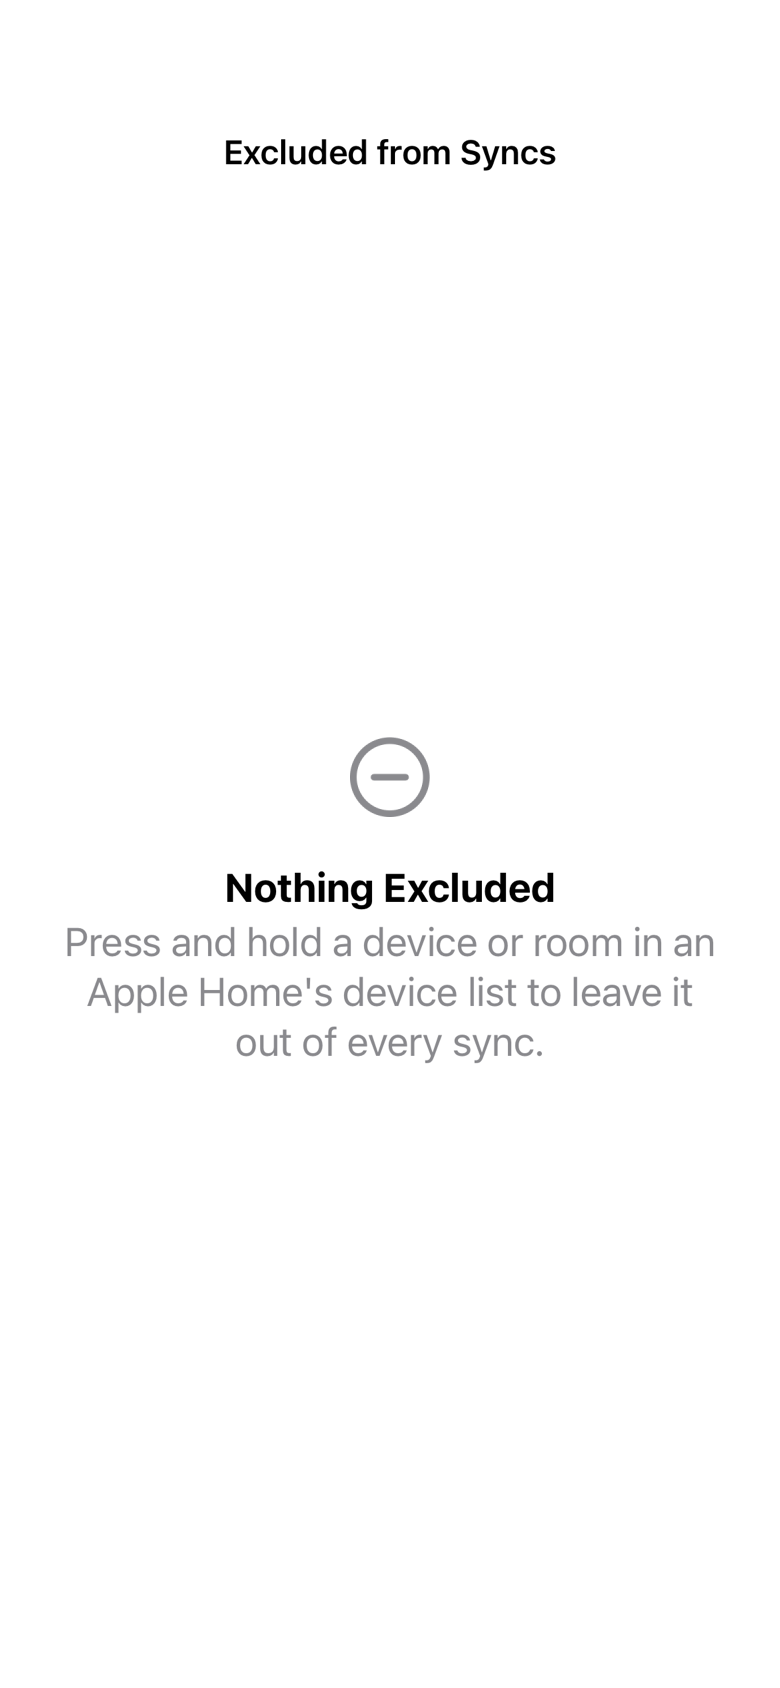 Excluded from Syncs
Nothing Excluded
Press and hold a device or room in an
Apple Home's device list to leave it
out of every sync.